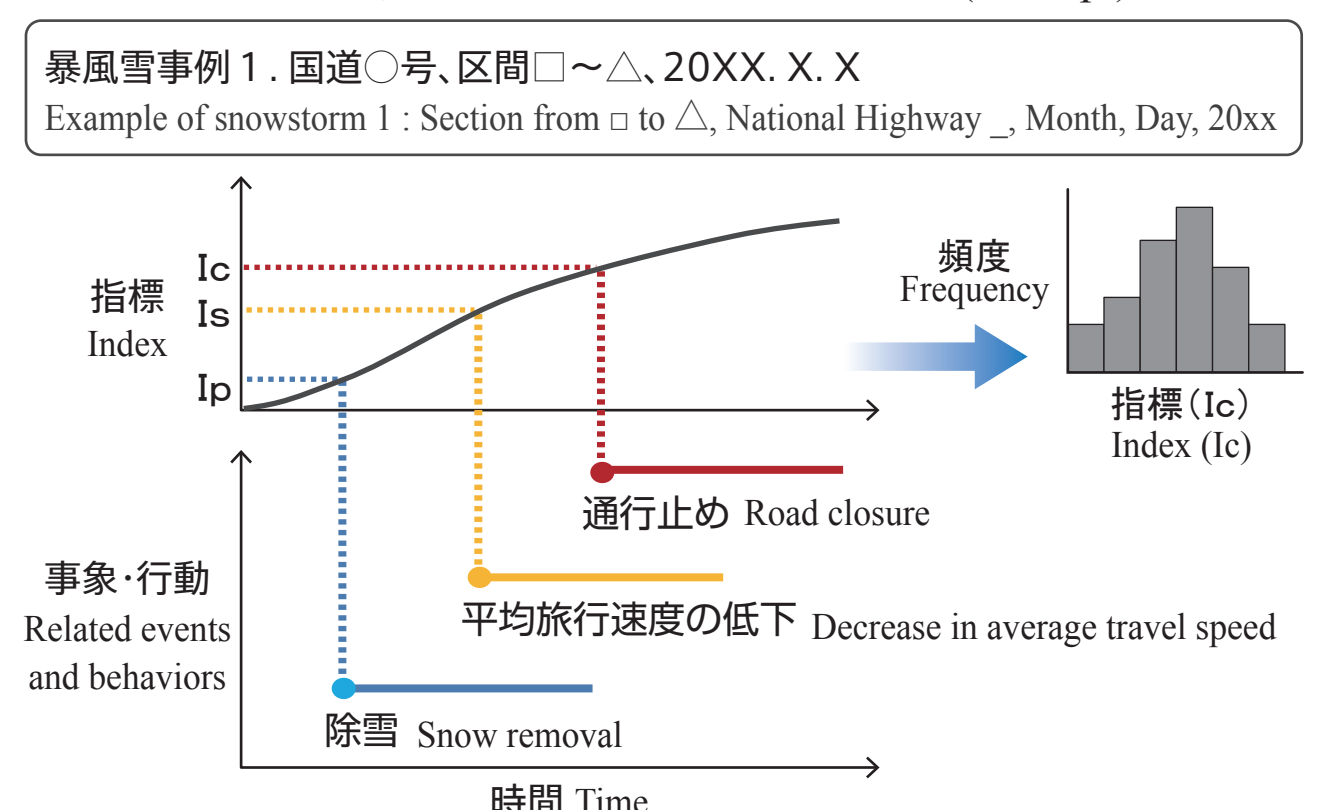 暴風雪事例 1 . 国道○号、区間□～△、20XX. X. X
Example of snowstorm 1 : Section from □ to △, National Highway _, Month, Day, 20xx
指標
Index
Ic
Is
Ip
頻度
Frequency
指標(Ic)
Index (Ic)
事象・行動
Related events
and behaviors
通行止め Road closure
平均旅行速度の低下 Decrease in average travel speed
除雪 Snow removal
時間 Time